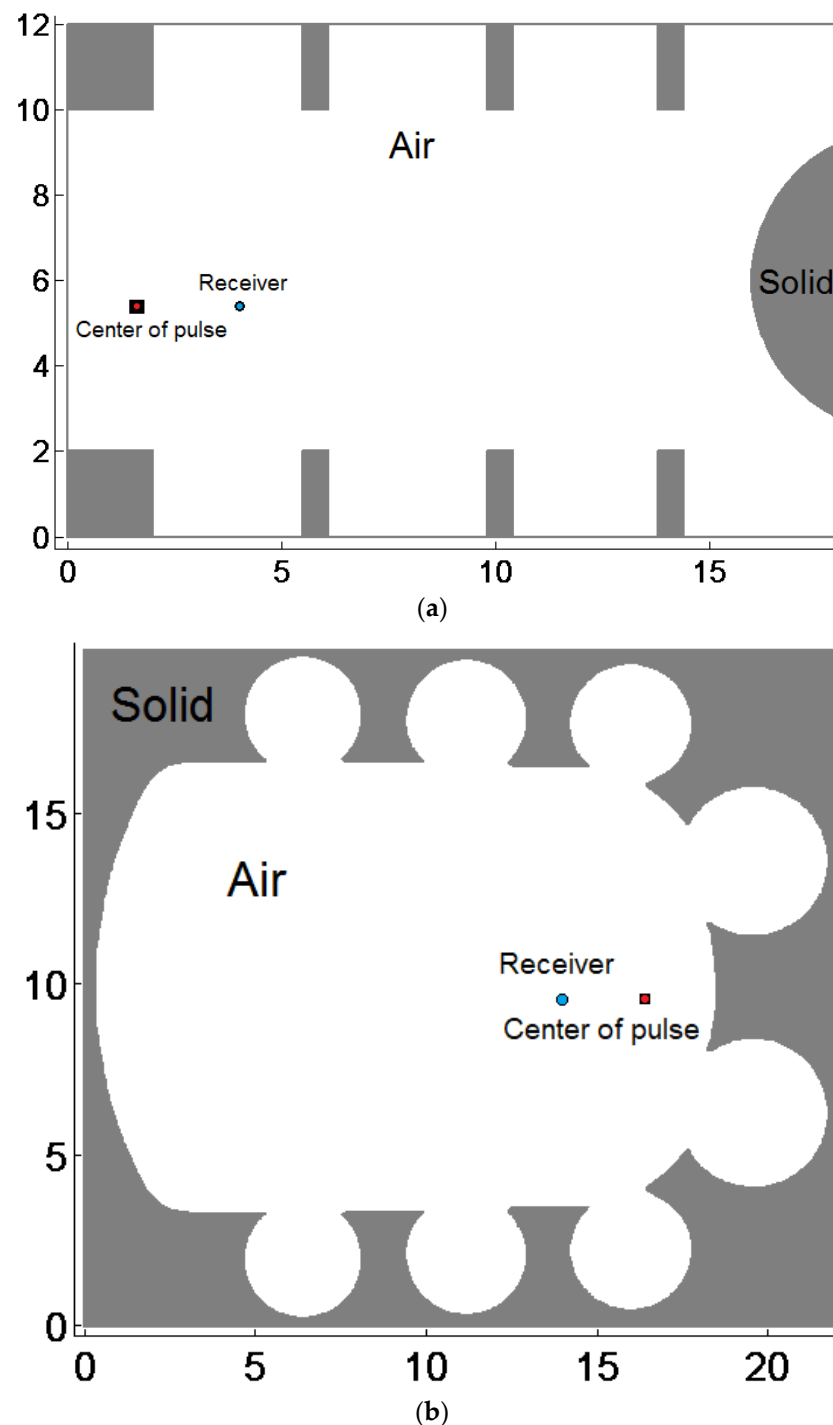 12
10
Air
8
Receiver
Solid
6
Center of pulse
4
2
0
0 5 10 15
(a)
Solid
15
Air
Receiver
10
Center of pulse
5
0
0 5 10 15 20
(b)